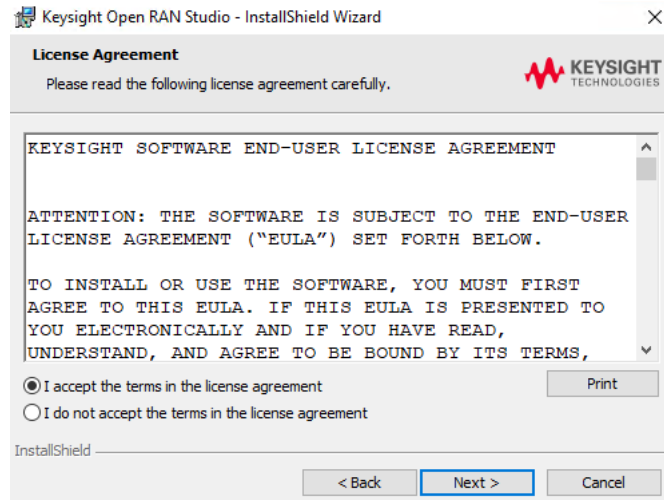 Keysight Open RAN Studio - InstallShield Wizard
License Agreement
Please read the following license agreement carefully.
KEYSIGHT
TECHNOLOGIES
KEYSIGHT SOFTWARE END-USER LICENSE AGREEMENT
ATTENTION: THE SOFTWARE IS SUBJECT TO THE END-USER
LICENSE AGREEMENT (“EULA”) SET FORTH BELOW.
TO INSTALL OR USE THE SOFTWARE, YOU MUST FIRST
AGREE TO THIS EULA. IF THIS EULA IS PRESENTED TO
YOU ELECTRONICALLY AND IF YOU HAVE READ,
UNDERSTAND, AND AGREE TO BE BOUND BY ITS TERMS,
I accept the terms in the license agreement
Print
I do not accept the terms in the license agreement
InstallShield
< Back
Next >
Cancel